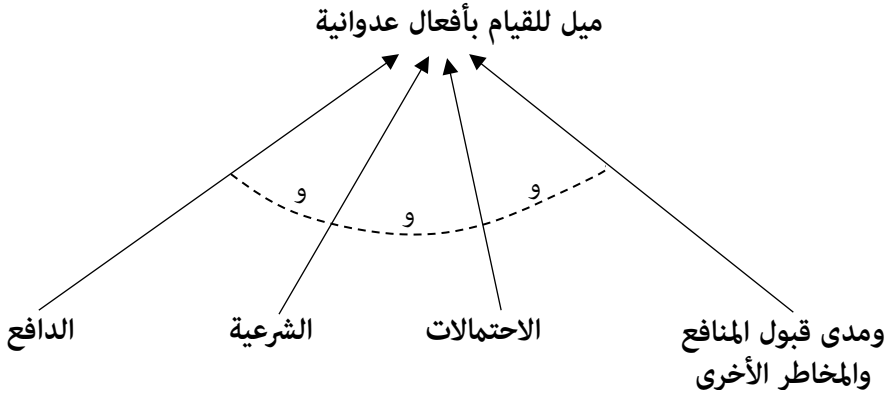 ميل للقيام بأفعال عدوانية
و
و
و
ومدى قبول المنافع
والمخاطر الأخرى
الاحتمالات
الشرعية
الدافع